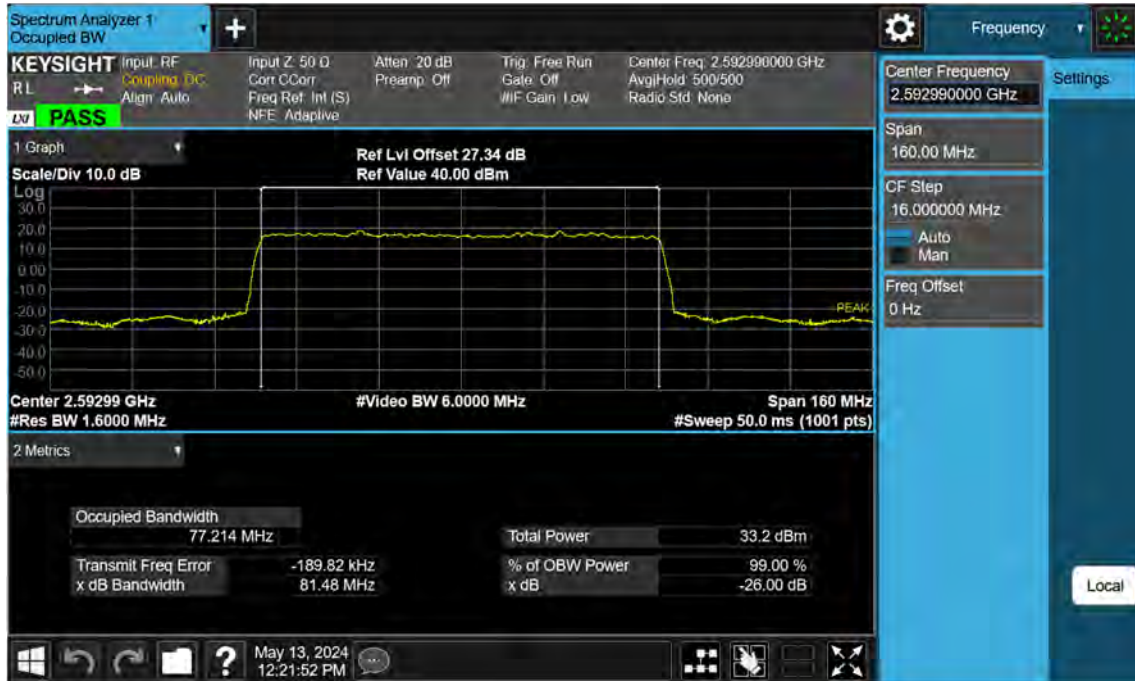 Spectrum Analyzer 1
Occupied BW
+
Frequency
KEYSIGHT
RL
LXI
PASS
Input: RF
Coupling: DC
Align: Auto
Input Z: 50 Ω
Corr CCorr
Freq Ref: Int (S)
NFE: Adaptive
Atten: 20 dB
Preamp: Off
Trig: Free Run
Gate: Off
#IF Gain: Low
Center Freq: 2.592990000 GHz
Avg|Hold: 500/500
Radio Std: None
Center Frequency
2.592990000 GHz
Settings
Span
160.00 MHz
CF Step
16.000000 MHz
Auto
Man
Freq Offset
0 Hz
Local
1 Graph
Scale/Div 10.0 dB
Ref Lvl Offset 27.34 dB
Ref Value 40.00 dBm
Log
30.0
20.0
10.0
0.00
-10.0
-20.0
-30.0
-40.0
-50.0
PEAK
Center 2.59299 GHz
#Video BW 6.0000 MHz
Span 160 MHz
#Res BW 1.6000 MHz
#Sweep 50.0 ms (1001 pts)
2 Metrics
Occupied Bandwidth
77.214 MHz
Total Power 33.2 dBm
Transmit Freq Error -189.82 kHz
% of OBW Power 99.00 %
x dB Bandwidth 81.48 MHz
x dB -26.00 dB
?
May 13, 2024
12:21:52 PM